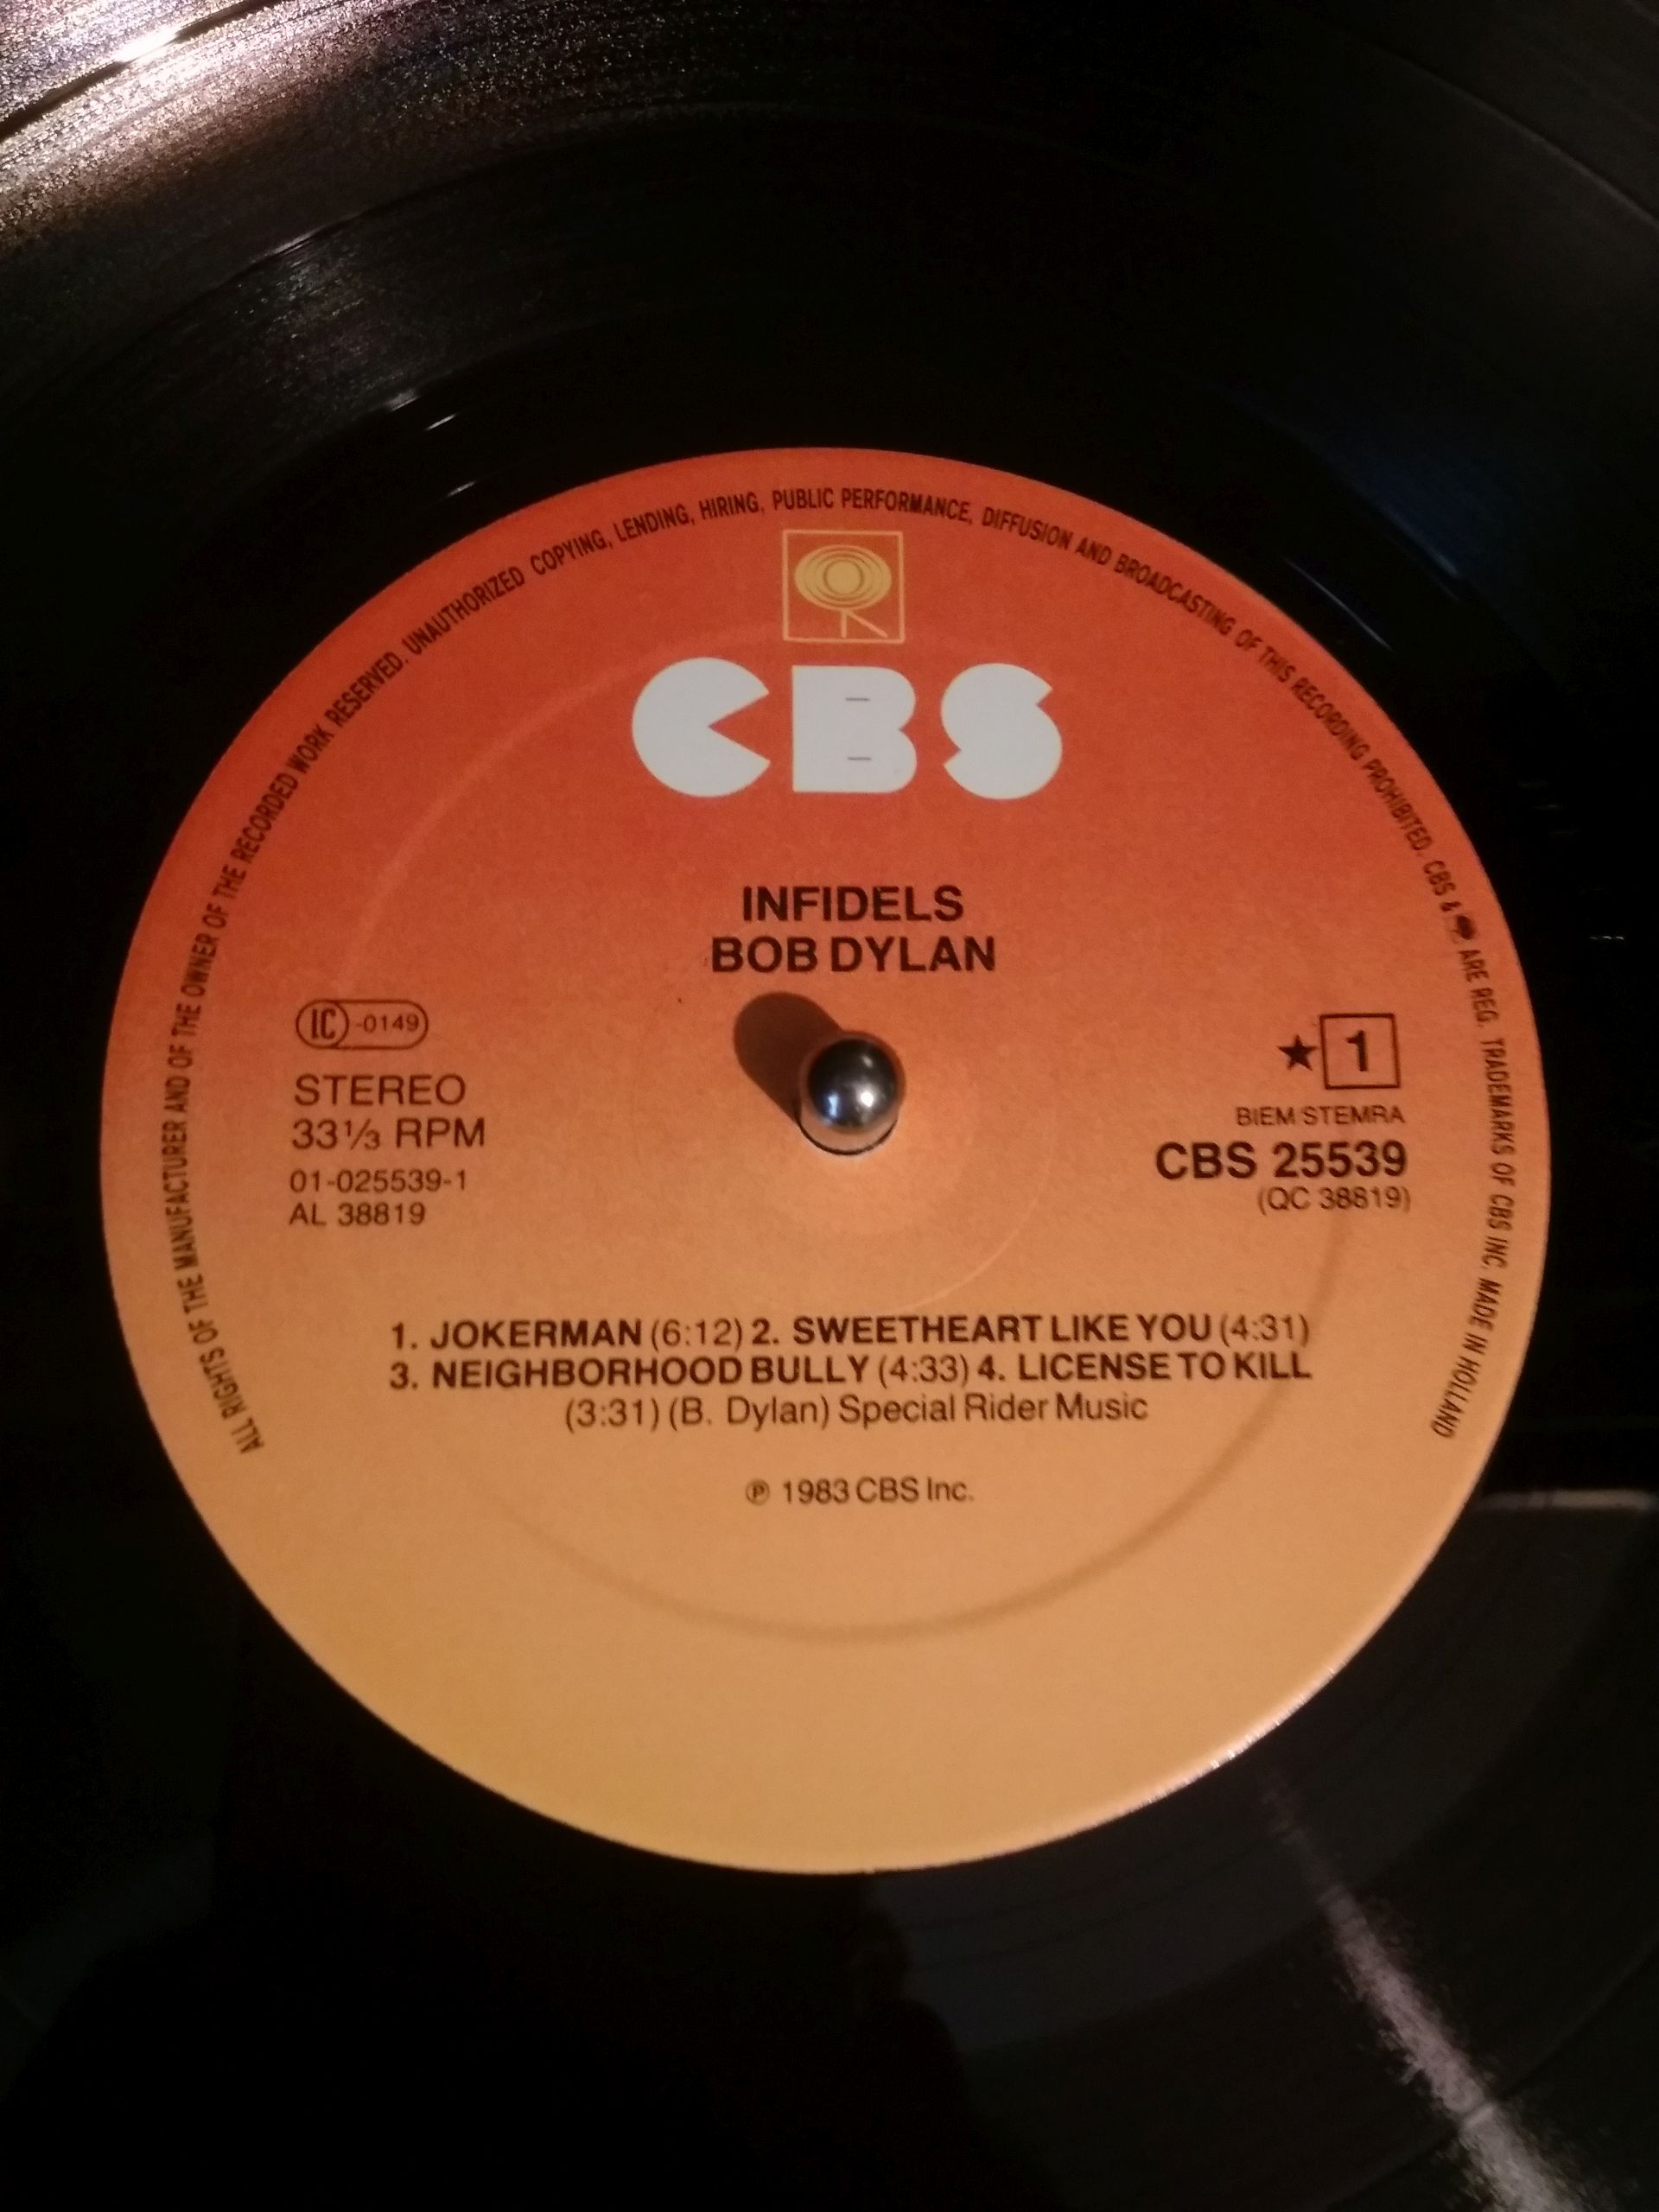 ALL RIGHTS OF THE MANUFACTURER AND OF THE OWNER OF THE RECORDED WORK RESERVED. UNAUTHORIZED COPYING, LENDING, HIRING, PUBLIC PERFORMANCE, DIFFUSION AND BROADCASTING OF THIS RECORDING PROHIBITED. CBS & ARE REG. TRADEMARKS OF CBS INC. MADE IN HOLLAND
CBS
INFIDELS
BOB DYLAN
LC -0149
STEREO
33⅓ RPM
01-025539-1
AL 38819
★ 1
BIEM/STEMRA
CBS 25539
(QC 38819)
1. JOKERMAN (6:12) 2. SWEETHEART LIKE YOU (4:31)
3. NEIGHBORHOOD BULLY (4:33) 4. LICENSE TO KILL
(3:31) (B. Dylan) Special Rider Music
℗ 1983 CBS Inc.